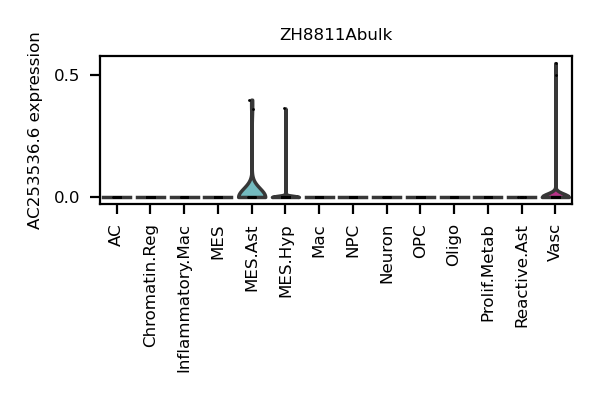 ZH8811Abulk
AC253536.6 expression
0.5
0.0
AC
Chromatin.Reg
Inflammatory.Mac
MES
MES.Ast
MES.Hyp
Mac
NPC
Neuron
OPC
Oligo
Prolif.Metab
Reactive.Ast
Vasc